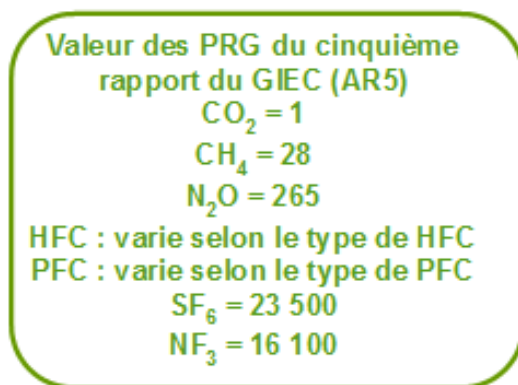 Valeur des PRG du cinquième
rapport du GIEC (AR5)
CO₂ = 1
CH₄ = 28
N₂O = 265
HFC : varie selon le type de HFC
PFC : varie selon le type de PFC
SF₆ = 23 500
NF₃ = 16 100